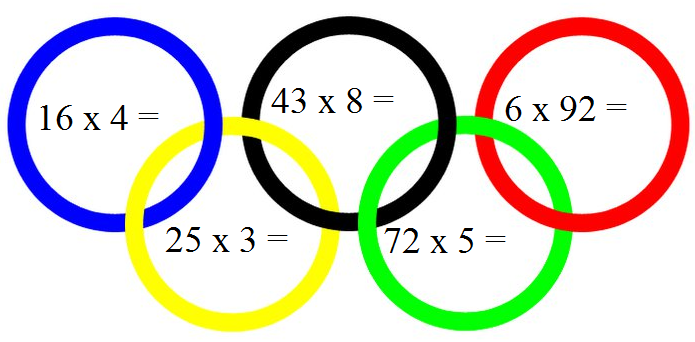 16 x 4 =
43 x 8 =
6 x 92 =
25 x 3 =
72 x 5 =